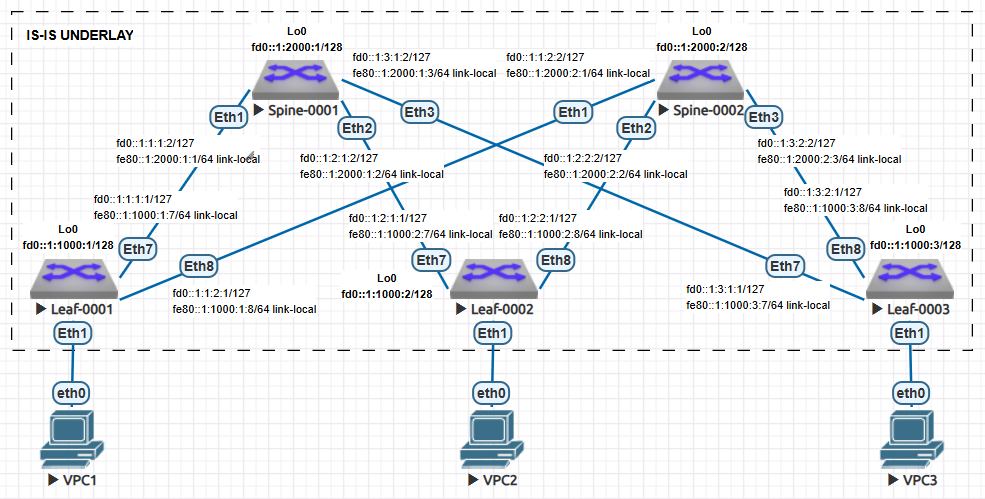 IS-IS UNDERLAY
Lo0
fd0::1:2000:1/128
Lo0
fd0::1:2000:2/128
fd0::1:3:1:2/127
fe80::1:2000:1:3/64 link-local
fd0::1:1:2:2/127
fe80::1:2000:2:1/64 link-local
Spine-0001
Spine-0002
Eth1
Eth2
Eth3
Eth1
Eth2
Eth3
fd0::1:1:1:2/127
fe80::1:2000:1:1/64 link-local
fd0::1:2:1:2/127
fe80::1:2000:1:2/64 link-local
fd0::1:2:2:2/127
fe80::1:2000:2:2/64 link-local
fd0::1:3:2:2/127
fe80::1:2000:2:3/64 link-local
fd0::1:1:1:1/127
fe80::1:1000:1:7/64 link-local
fd0::1:2:1:1/127
fe80::1:1000:2:7/64 link-local
fd0::1:2:2:1/127
fe80::1:1000:2:8/64 link-local
fd0::1:3:2:1/127
fe80::1:1000:3:8/64 link-local
Lo0
fd0::1:1000:1/128
Lo0
fd0::1:1000:3/128
Eth7
Eth8
Eth7
Eth8
Eth7
Eth8
Lo0
fd0::1:1000:2/128
fd0::1:1:2:1/127
fe80::1:1000:1:8/64 link-local
fd0::1:3:1:1/127
fe80::1:1000:3:7/64 link-local
Leaf-0001
Leaf-0002
Leaf-0003
Eth1
Eth1
Eth1
eth0
eth0
eth0
VPC1
VPC2
VPC3